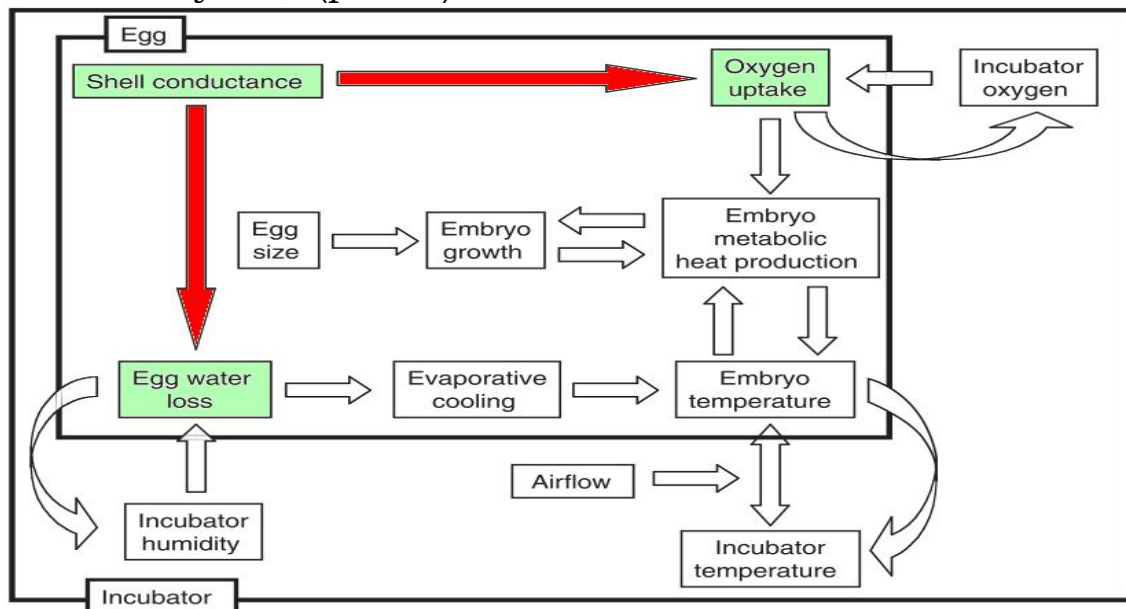 Egg
Shell conductance
Oxygen
uptake
Incubator
oxygen
Egg
size
Embryo
growth
Embryo
metabolic
heat production
Egg water
loss
Evaporative
cooling
Embryo
temperature
Airflow
Incubator
humidity
Incubator
temperature
Incubator